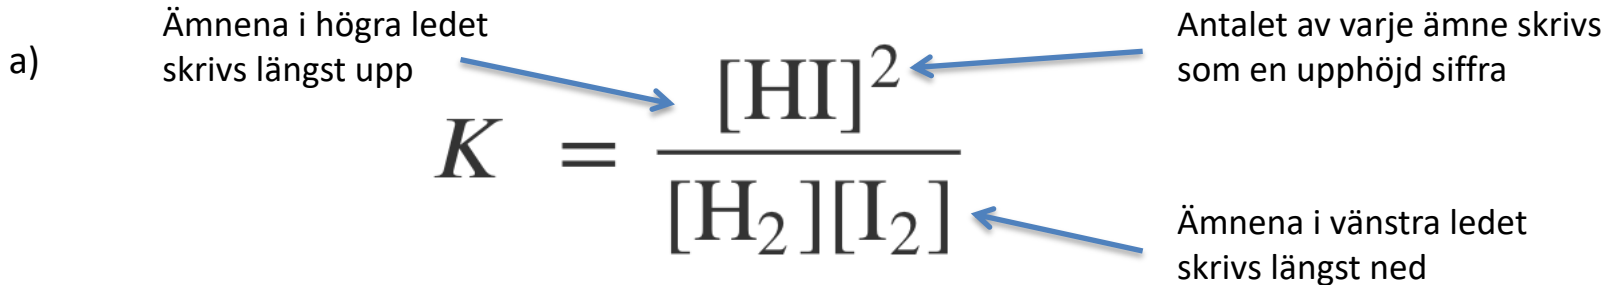 a)
Ämnena i högra ledet
skrivs längst upp
Antalet av varje ämne skrivs
som en upphöjd siffra
K = [HI]² / [H₂][I₂]
Ämnena i vänstra ledet
skrivs längst ned